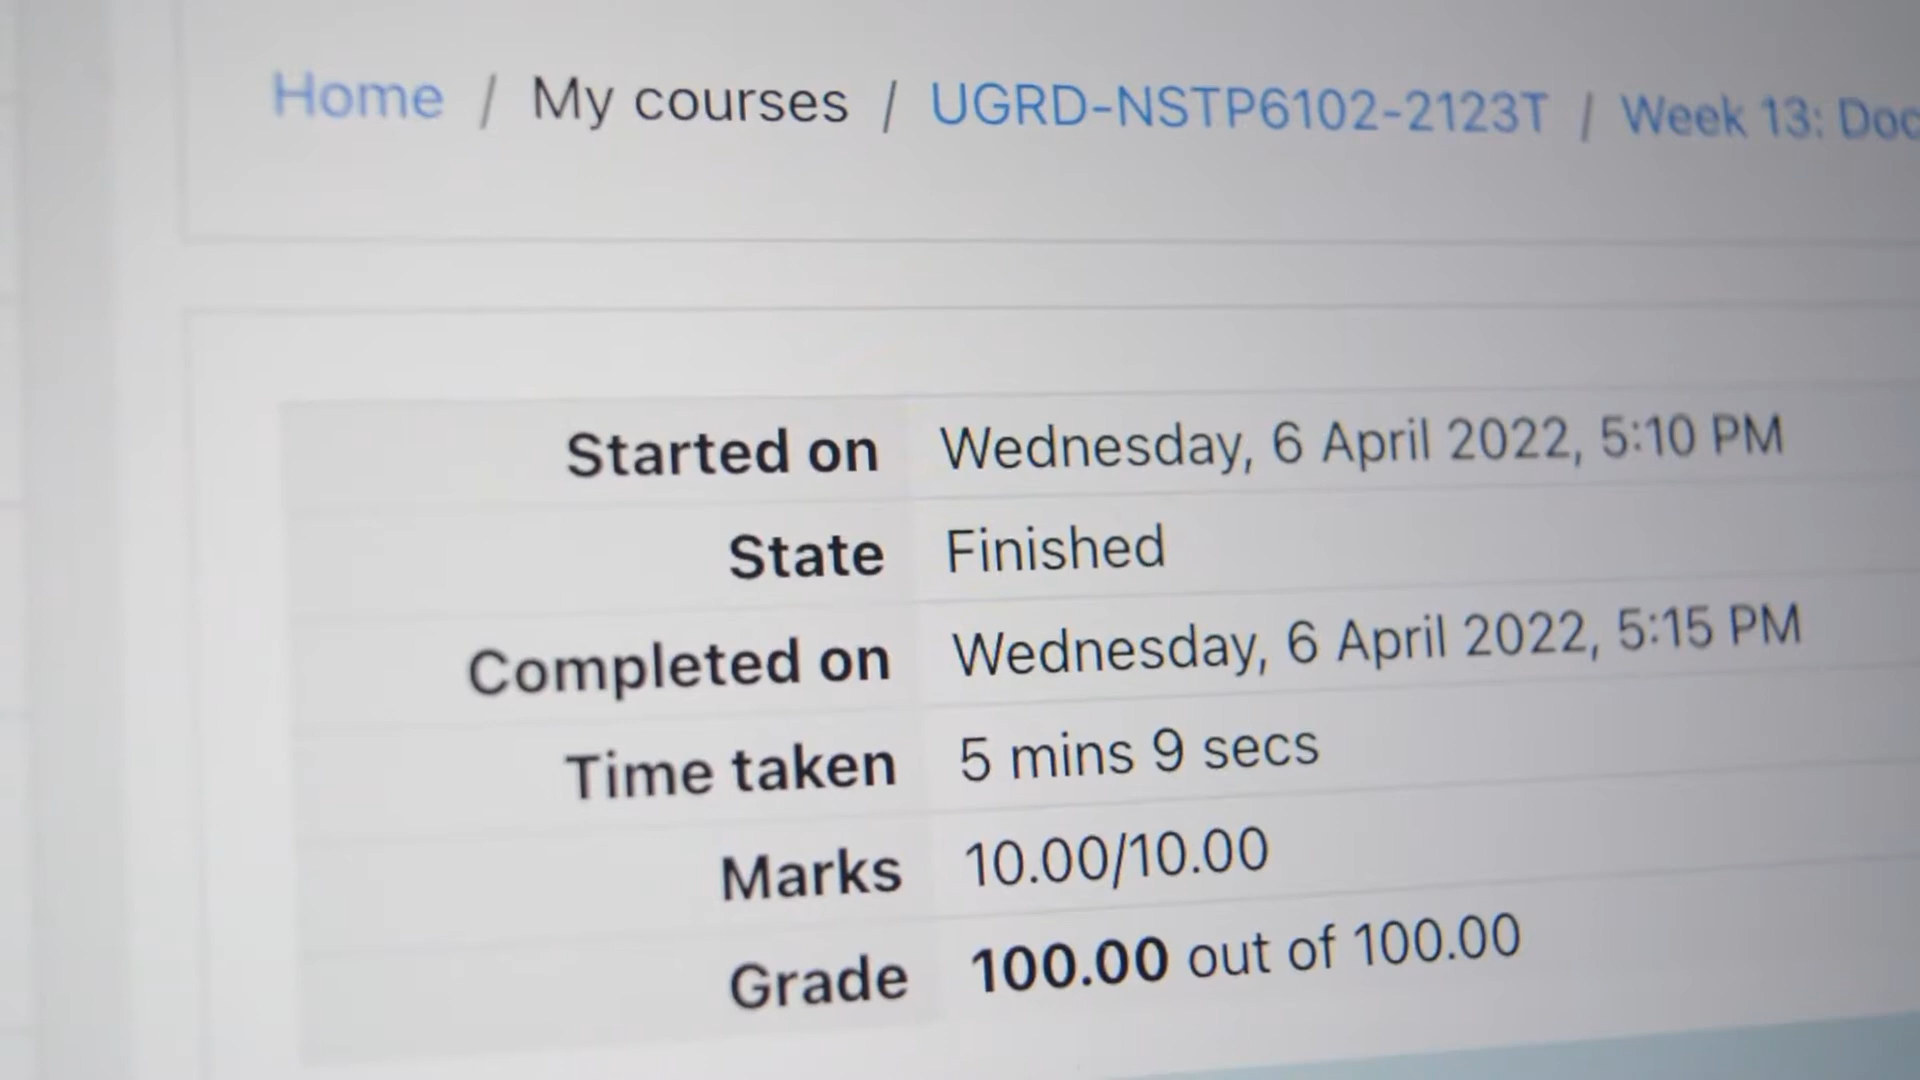 Home / My courses / UGRD-NSTP6102-2123T / Week 13: Doc
Started on Wednesday, 6 April 2022, 5:10 PM
State Finished
Completed on Wednesday, 6 April 2022, 5:15 PM
Time taken 5 mins 9 secs
Marks 10.00/10.00
Grade 100.00 out of 100.00